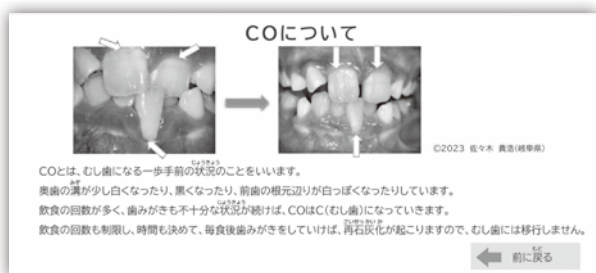 COについて
©2023 佐々木 貴浩(岐阜県)
COとは、むし歯になる一歩手前の状況のことをいいます。
奥歯の溝が少し白くなったり、黒くなったり、前歯の根元辺りが白っぽくなったりしています。
飲食の回数が多く、歯みがきも不十分な状況が続けば、COはC(むし歯)になっていきます。
飲食の回数も制限し、時間も決めて、毎食後歯みがきをしていけば、再石灰化が起こりますので、むし歯には移行しません。
前に戻る